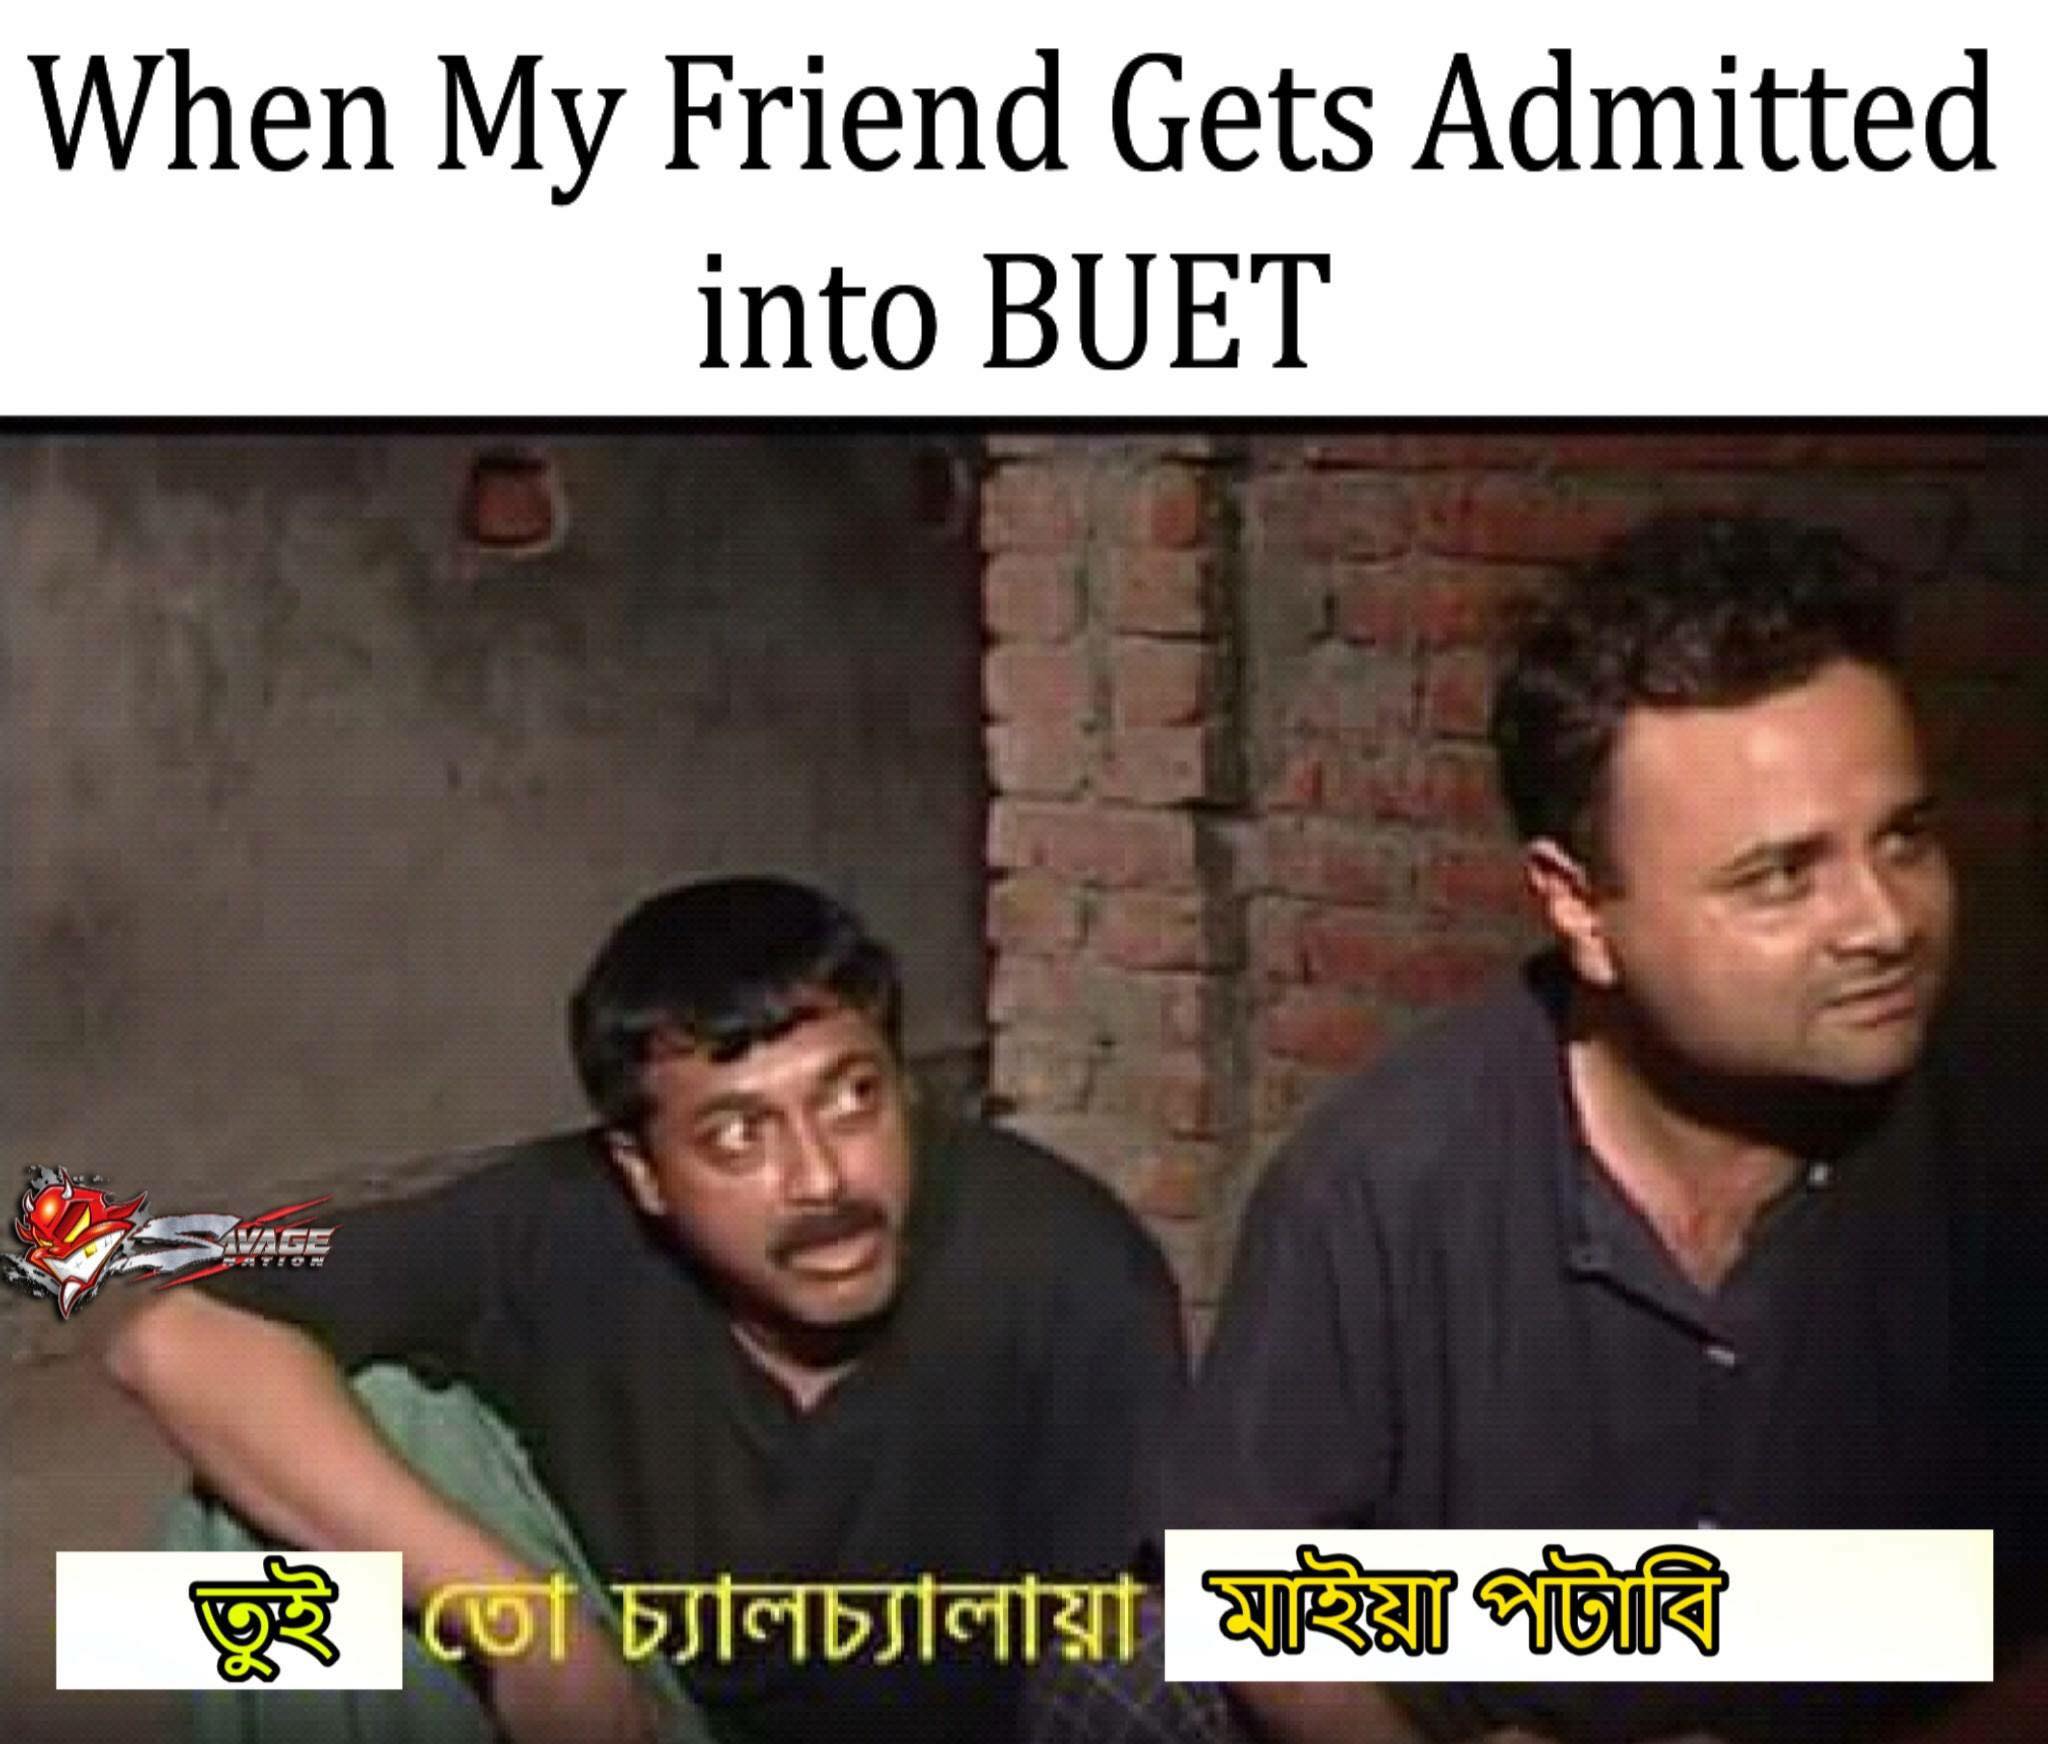 When My Friend Gets Admitted
into BUET
SAVAGE
NATION
তুই তো চ্যালচ্যালায়া মাইয়া পটাবি